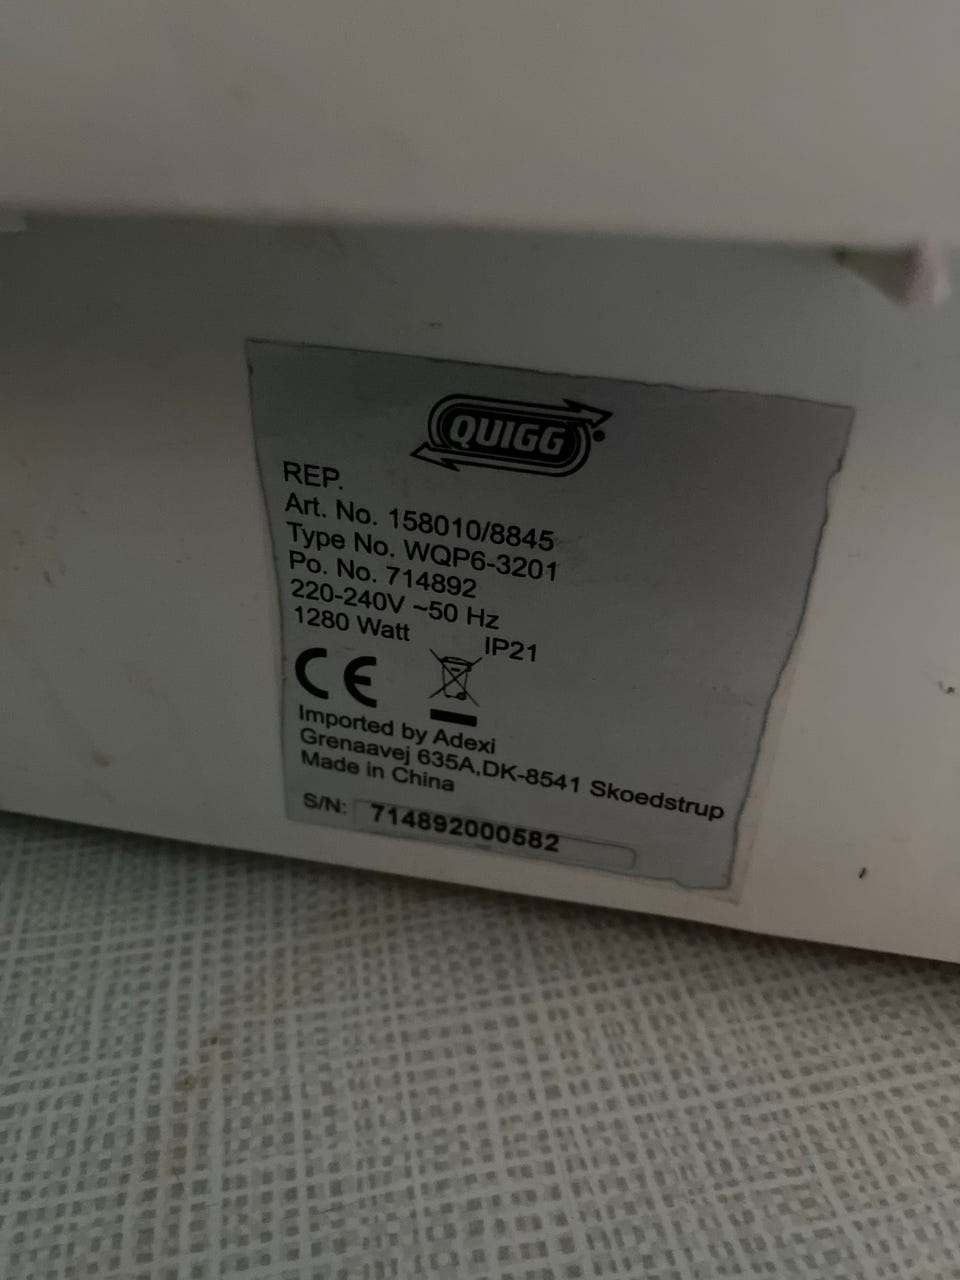 QUIGG
REP.
Art. No. 158010/8845
Type No. WQP6-3201
Po. No. 714892
220-240V ~50 Hz
1280 Watt IP21
CE
Imported by Adexi
Grenaavej 635A,DK-8541 Skoedstrup
Made in China
S/N: 714892000582